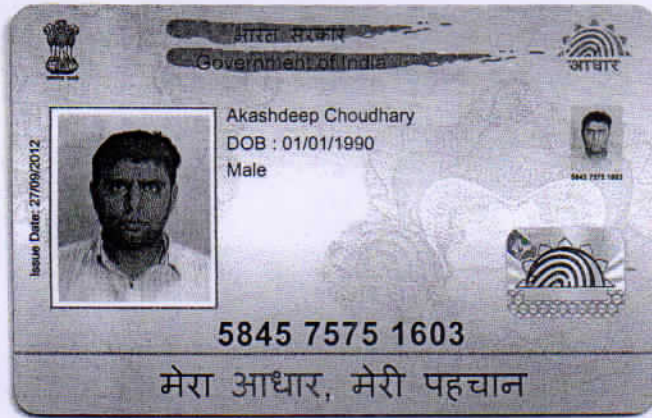 भारत सरकार
Government of India
आधार
Akashdeep Choudhary
DOB : 01/01/1990
Male
Issue Date: 27/09/2012
5845 7575 1603
5845 7575 1603
मेरा आधार, मेरी पहचान